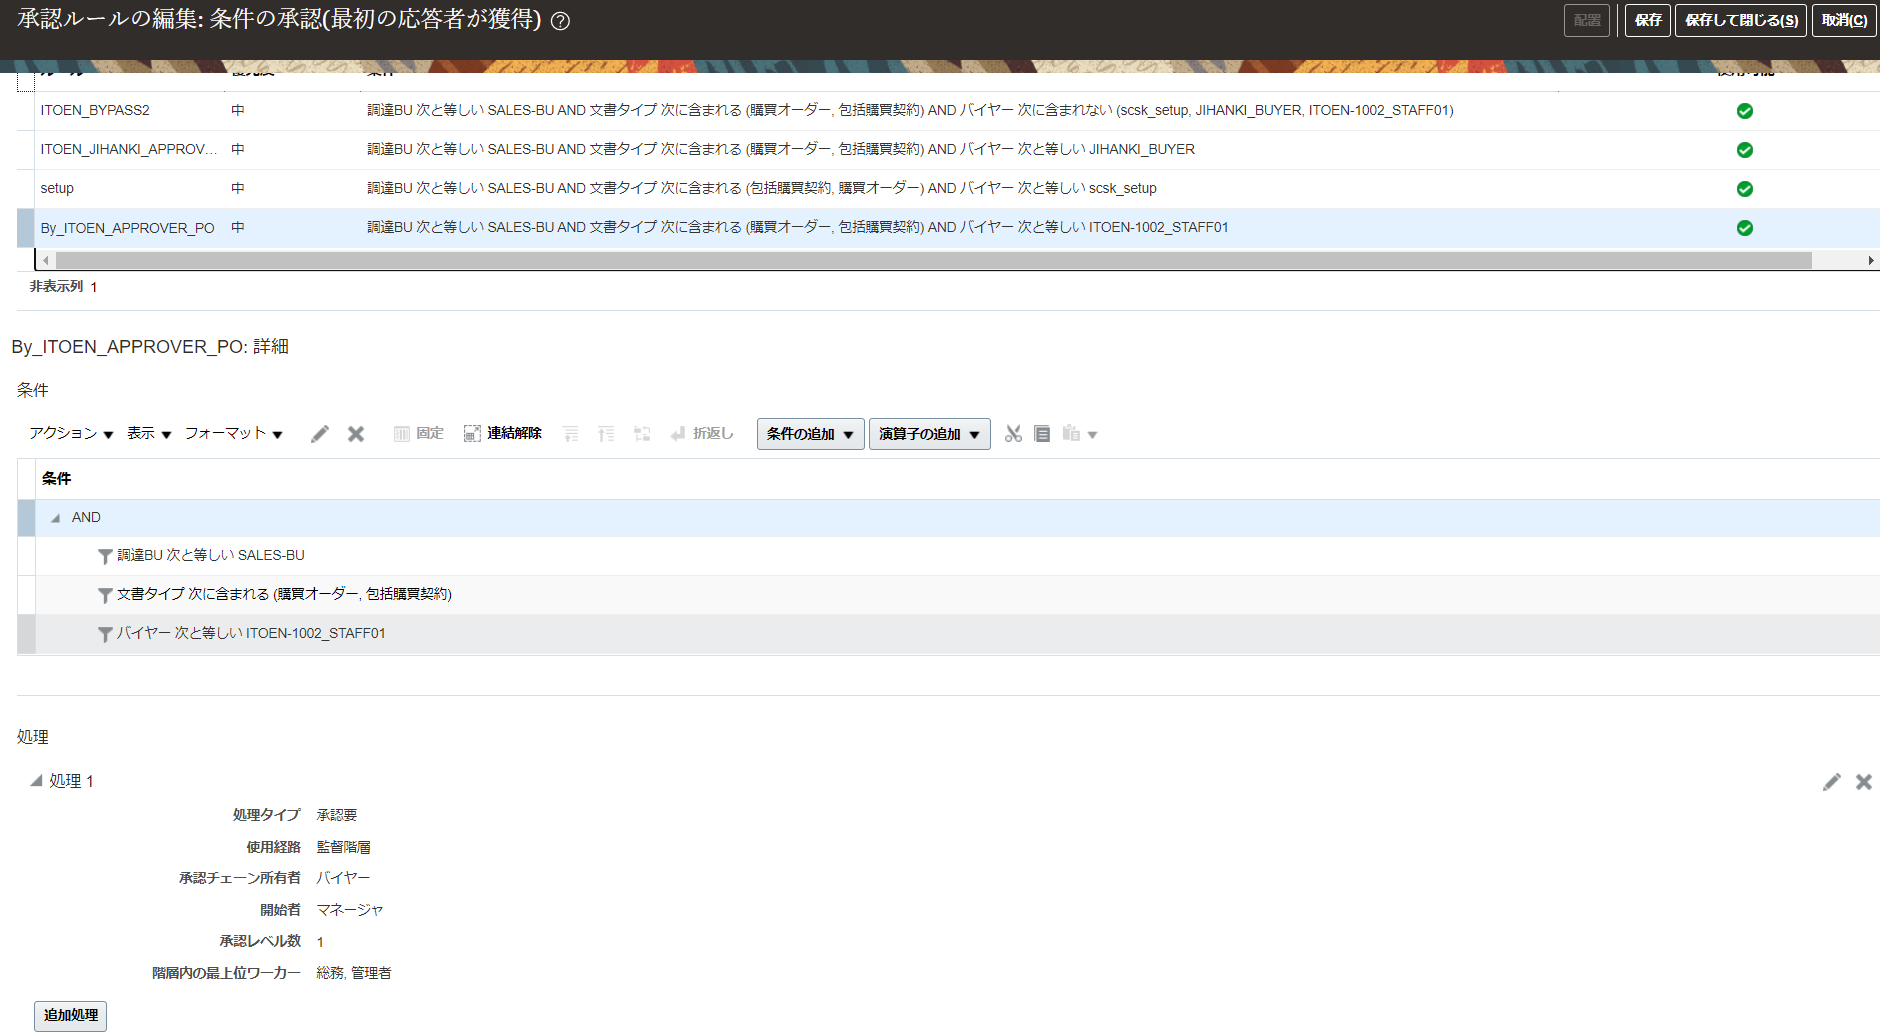 承認ルールの編集: 条件の承認(最初の応答者が獲得)
配置 保存 保存して閉じる(S) 取消(C)
ITOEN_BYPASS2 中 調達BU 次と等しい SALES-BU AND 文書タイプ 次に含まれる (購買オーダー, 包括購買契約) AND バイヤー 次に含まれない (scsk_setup, JIHANKI_BUYER, ITOEN-1002_STAFF01)
ITOEN_JIHANKI_APPROV... 中 調達BU 次と等しい SALES-BU AND 文書タイプ 次に含まれる (購買オーダー, 包括購買契約) AND バイヤー 次と等しい JIHANKI_BUYER
setup 中 調達BU 次と等しい SALES-BU AND 文書タイプ 次に含まれる (包括購買契約, 購買オーダー) AND バイヤー 次と等しい scsk_setup
By_ITOEN_APPROVER_PO 中 調達BU 次と等しい SALES-BU AND 文書タイプ 次に含まれる (購買オーダー, 包括購買契約) AND バイヤー 次と等しい ITOEN-1002_STAFF01
非表示列 1
By_ITOEN_APPROVER_PO: 詳細
条件
アクション 表示 フォーマット 固定 連結解除 折返し 条件の追加 演算子の追加
条件
AND
調達BU 次と等しい SALES-BU
文書タイプ 次に含まれる (購買オーダー, 包括購買契約)
バイヤー 次と等しい ITOEN-1002_STAFF01
処理
処理 1
処理タイプ 承認要
使用経路 監督階層
承認チェーン所有者 バイヤー
開始者 マネージャ
承認レベル数 1
階層内の最上位ワーカー 総務, 管理者
追加処理